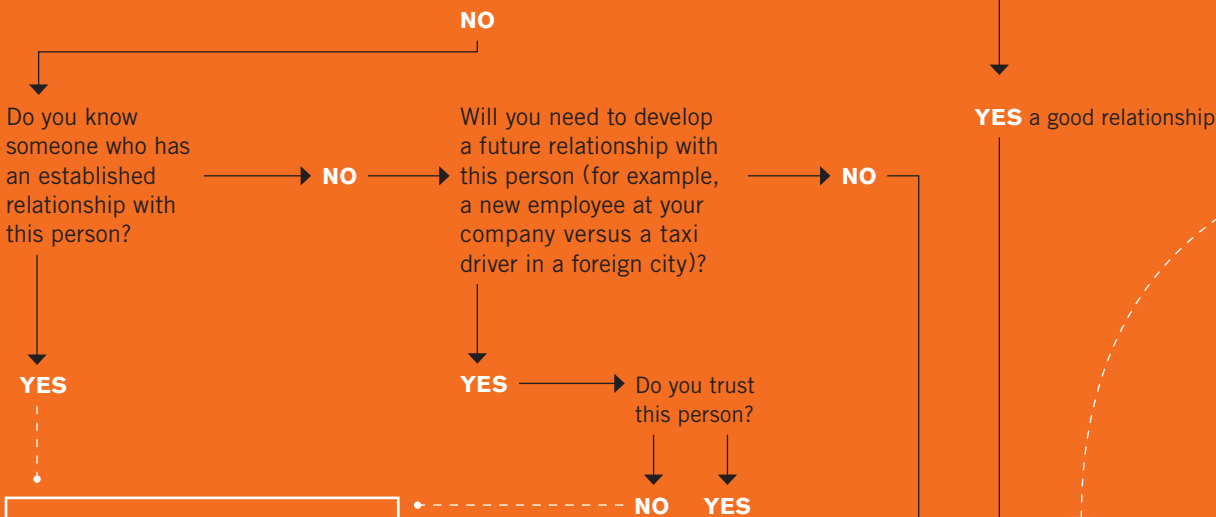 NO
Do you know
someone who has
an established
relationship with
this person?
NO
Will you need to develop
a future relationship with
this person (for example,
a new employee at your
company versus a taxi
driver in a foreign city)?
NO
YES a good relationship
YES
YES
Do you trust
this person?
NO
YES